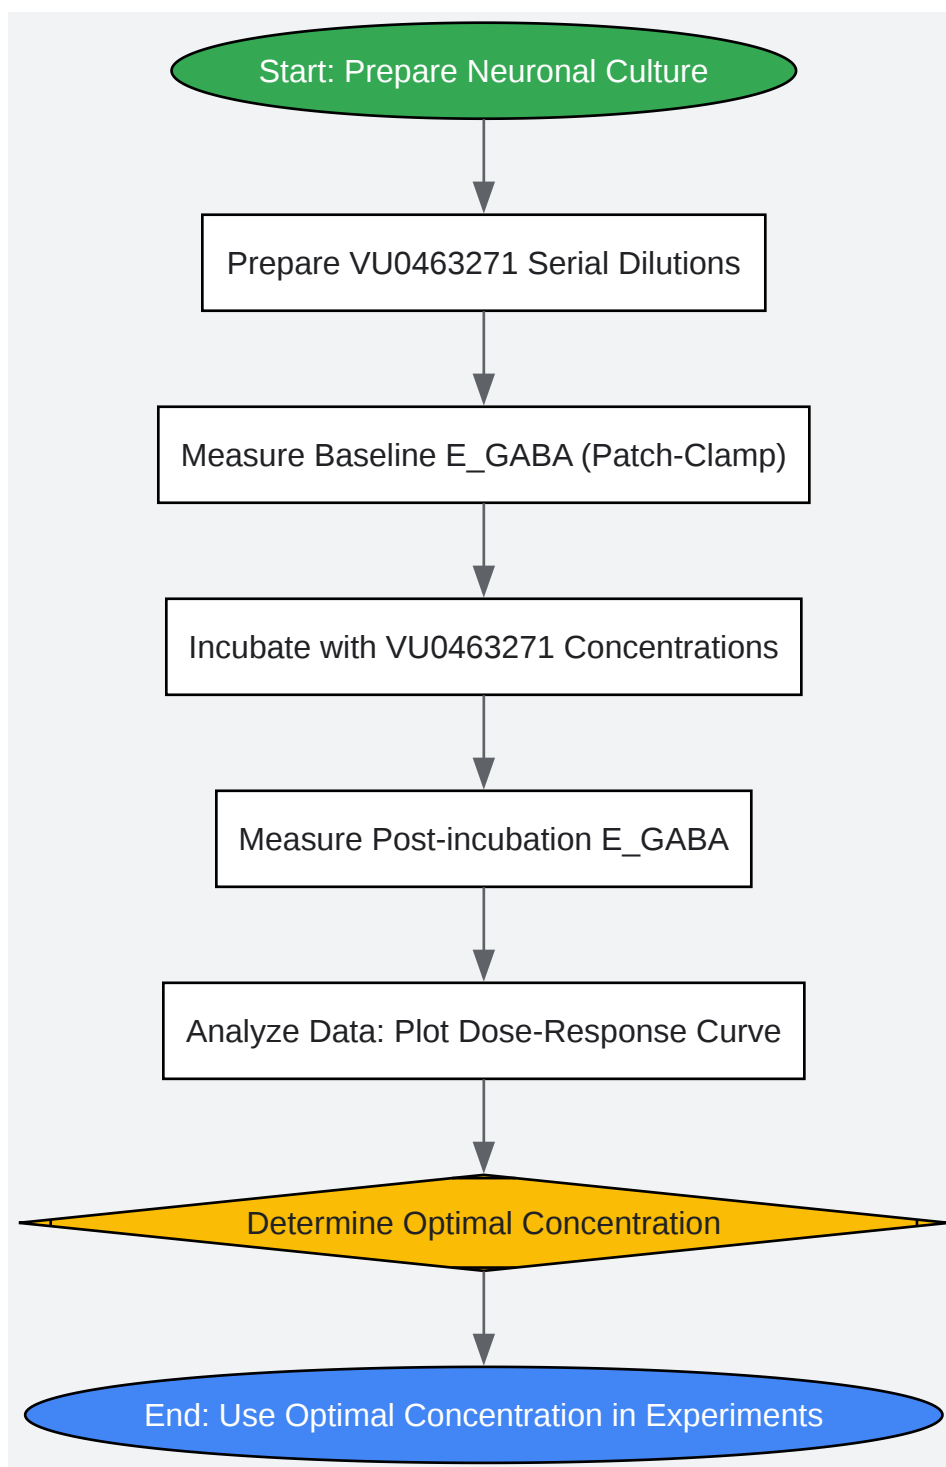 Start: Prepare Neuronal Culture
Prepare VU0463271 Serial Dilutions
Measure Baseline E_GABA (Patch-Clamp)
Incubate with VU0463271 Concentrations
Measure Post-incubation E_GABA
Analyze Data: Plot Dose-Response Curve
Determine Optimal Concentration
End: Use Optimal Concentration in Experiments